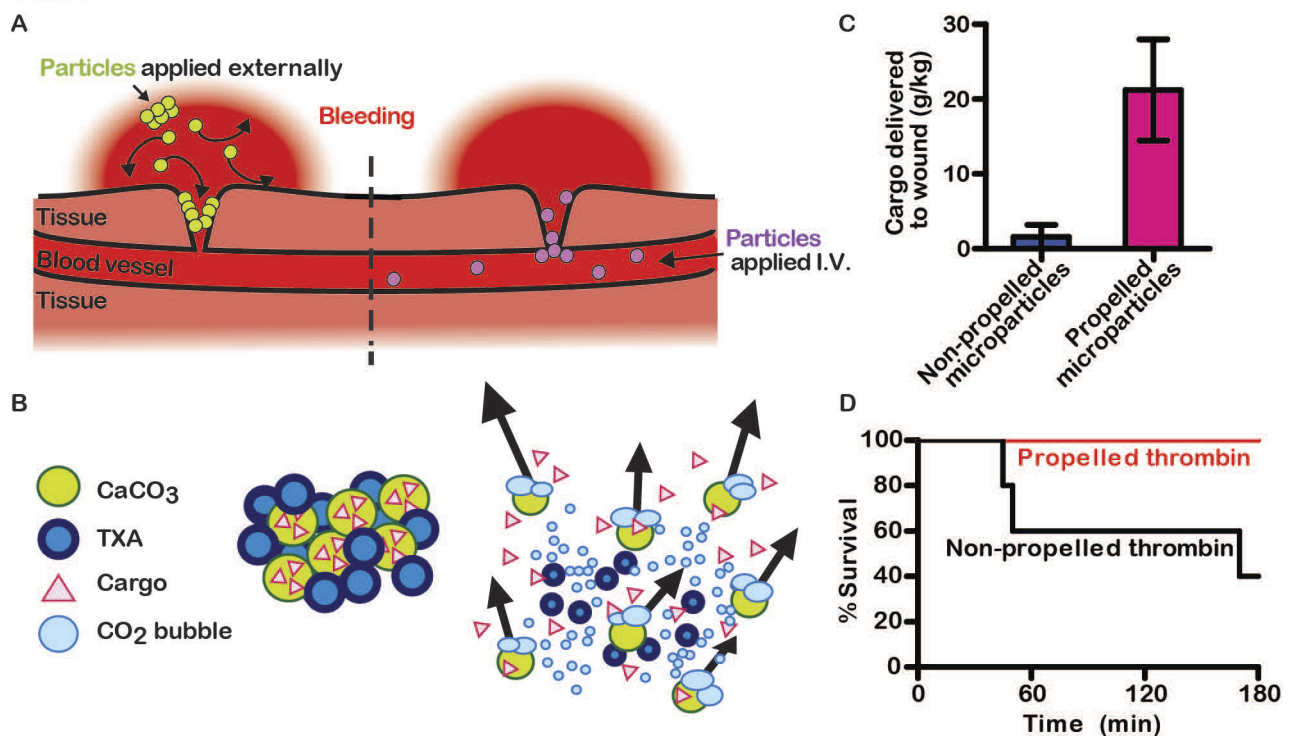 A
Particles applied externally
Bleeding
Tissue
Blood vessel
Tissue
Particles
applied I.V.
B
CaCO3
TXA
Cargo
CO2 bubble
C
Cargo delivered
to wound (g/kg)
30
20
10
0
Non-propelled
microparticles
Propelled
microparticles
D
% Survival
100
80
60
40
20
0
Propelled thrombin
Non-propelled thrombin
0
60
120
180
Time (min)